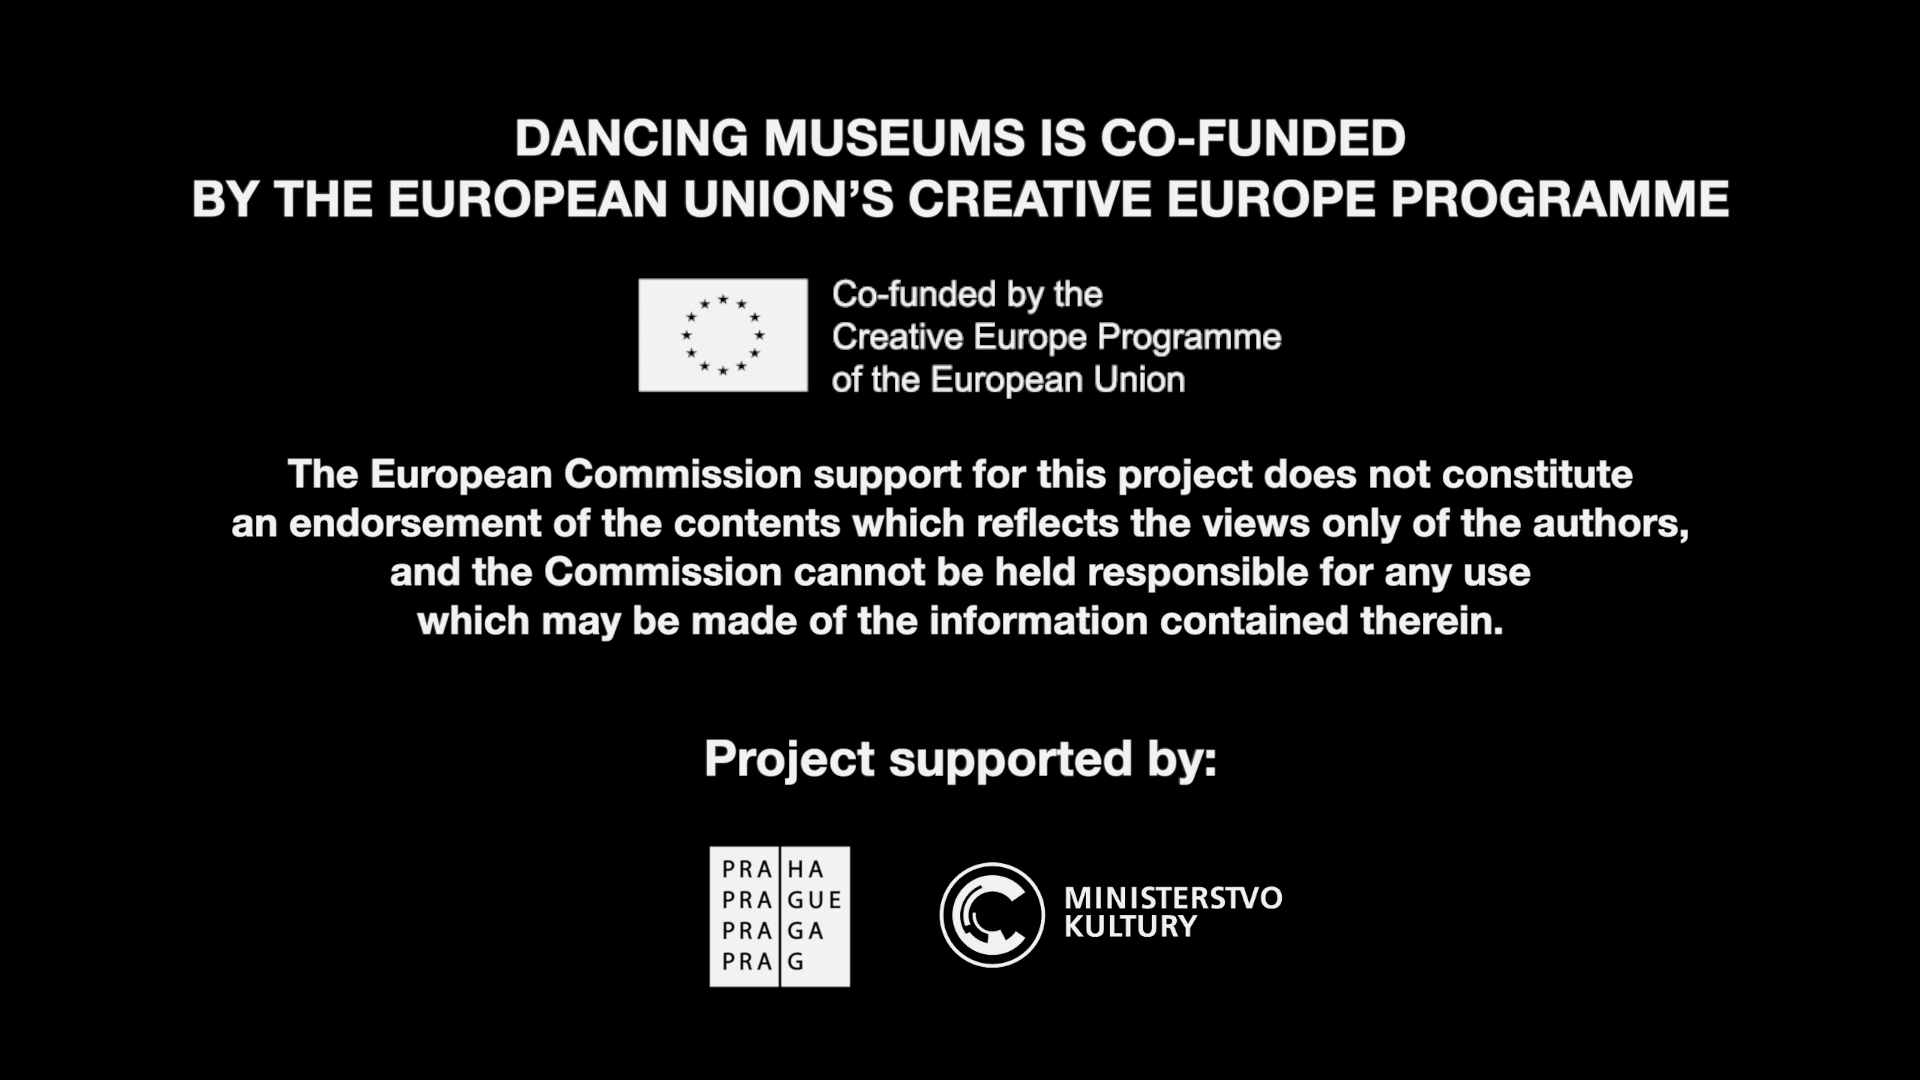 DANCING MUSEUMS IS CO-FUNDED
BY THE EUROPEAN UNION’S CREATIVE EUROPE PROGRAMME
Co-funded by the
Creative Europe Programme
of the European Union
The European Commission support for this project does not constitute
an endorsement of the contents which reflects the views only of the authors,
and the Commission cannot be held responsible for any use
which may be made of the information contained therein.
Project supported by:
PRA HA
PRA GUE
PRA GA
PRA G
MINISTERSTVO
KULTURY